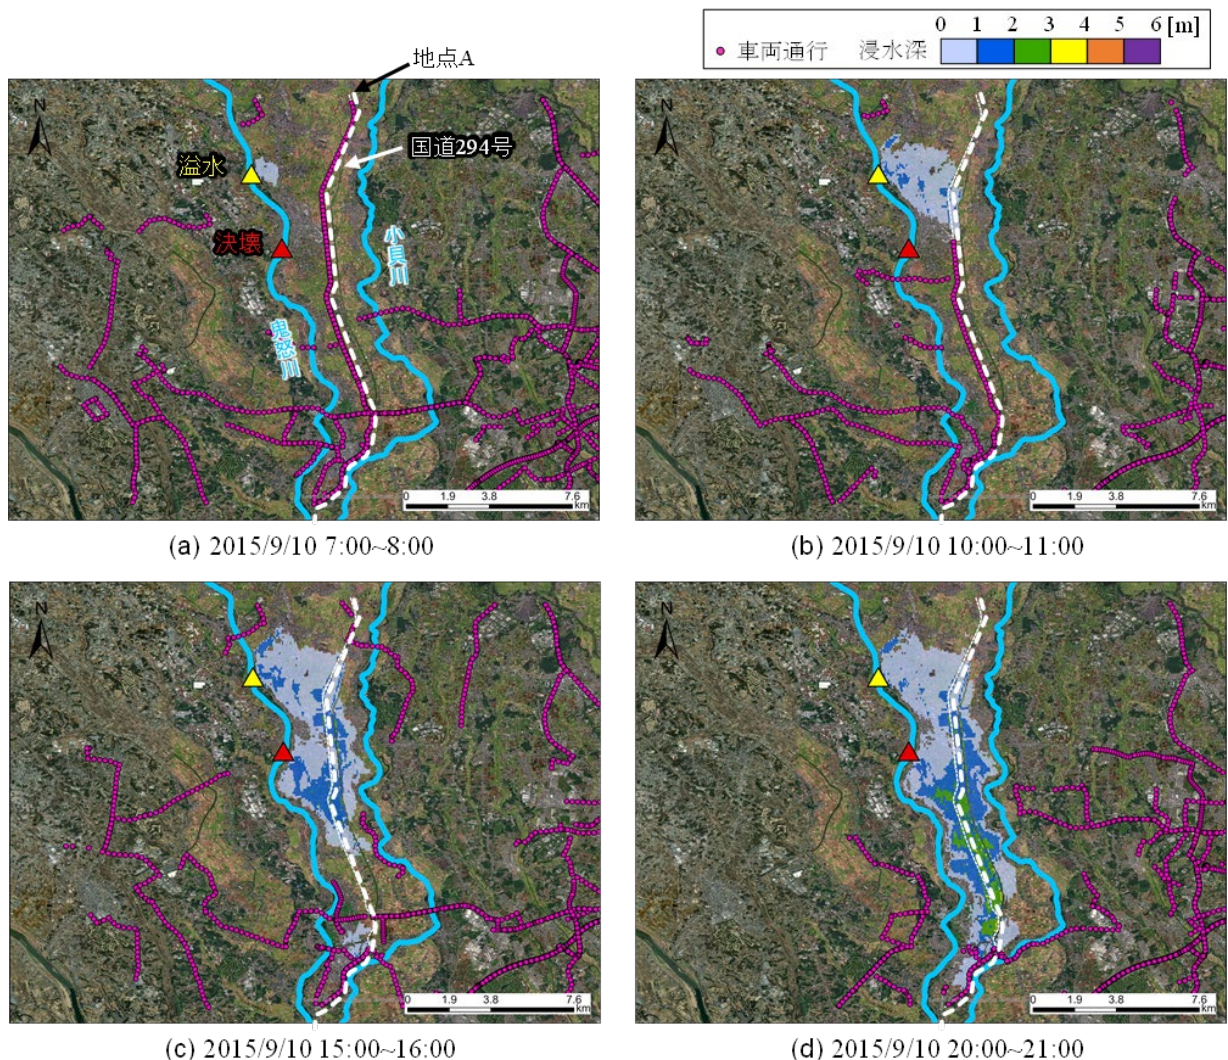 0 1 2 3 4 5 6 [m]
車両通行 浸水深
地点A
N
国道294号
溢水
決壊
小貝川
鬼怒川
0 1.9 3.8 7.6
km
(a) 2015/9/10 7:00~8:00
N
0 1.9 3.8 7.6
km
(b) 2015/9/10 10:00~11:00
N
0 1.9 3.8 7.6
km
(c) 2015/9/10 15:00~16:00
N
0 1.9 3.8 7.6
km
(d) 2015/9/10 20:00~21:00